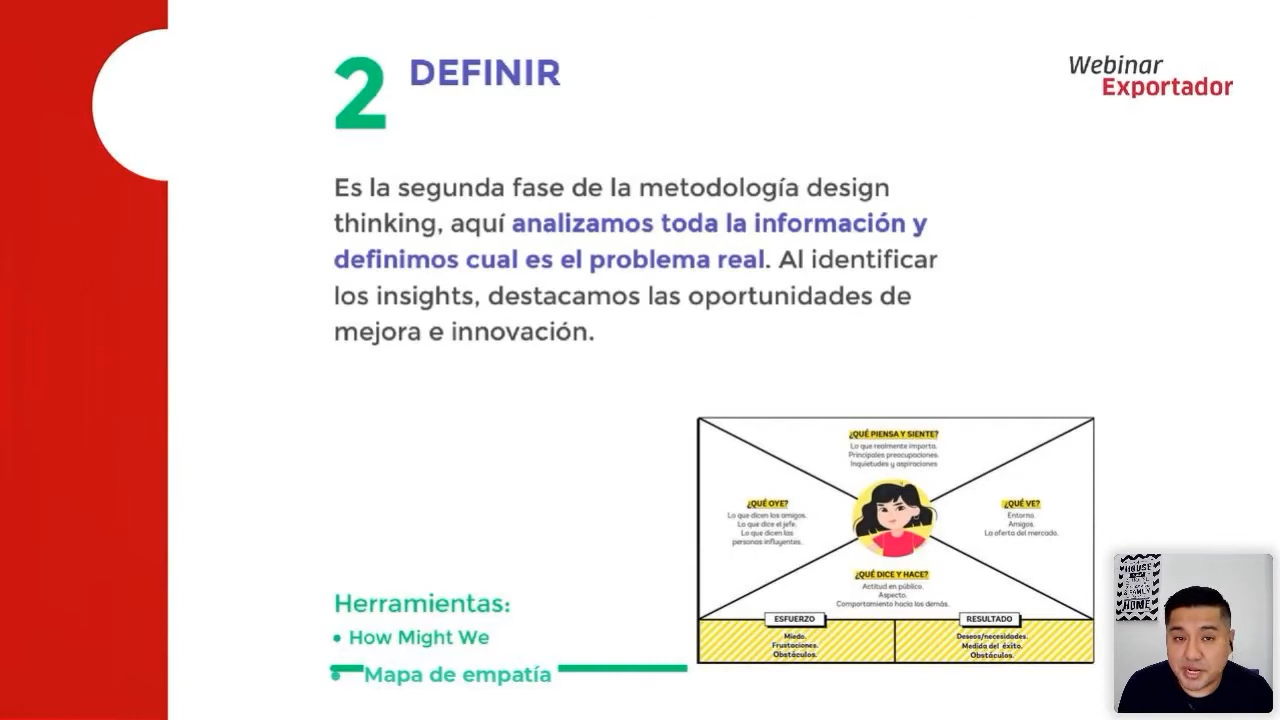 2 DEFINIR
Webinar
Exportador
Es la segunda fase de la metodología design
thinking, aquí analizamos toda la información y
definimos cual es el problema real. Al identificar
los insights, destacamos las oportunidades de
mejora e innovación.
¿QUÉ PIENSA Y SIENTE?
Lo que realmente importa.
Principales preocupaciones.
Inquietudes y aspiraciones
¿QUÉ OYE?
Lo que dicen los amigos.
Lo que dice el jefe.
Lo que dicen las
personas influyentes.
¿QUÉ VE?
Entorno.
Amigos.
La oferta del mercado.
¿QUÉ DICE Y HACE?
Actitud en público.
Aspecto.
Comportamiento hacia los demás.
ESFUERZO
Miedo.
Frustaciones.
Obstáculos.
RESULTADO
Deseos/necesidades.
Medida del éxito.
Obstáculos.
Herramientas:
• How Might We
• Mapa de empatía
HOUSE
FAMILY
HOME